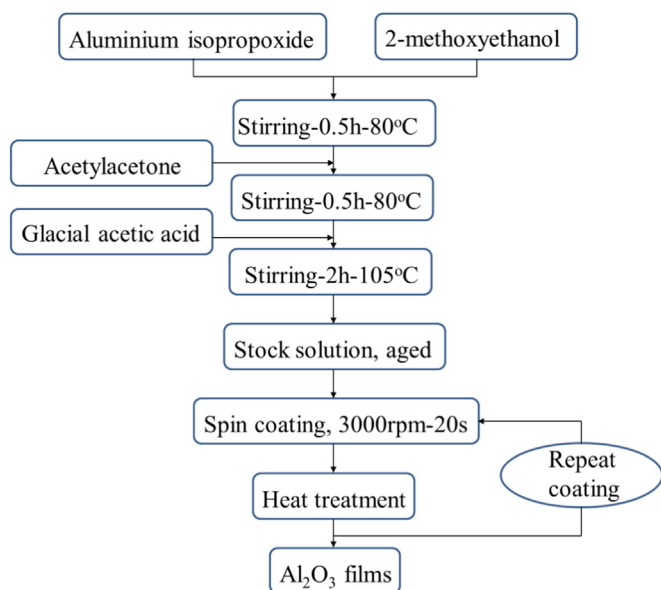 Aluminium isopropoxide
2-methoxyethanol
Stirring-0.5h-80°C
Acetylacetone
Stirring-0.5h-80°C
Glacial acetic acid
Stirring-2h-105°C
Stock solution, aged
Spin coating, 3000rpm-20s
Repeat
coating
Heat treatment
Al₂O₃ films